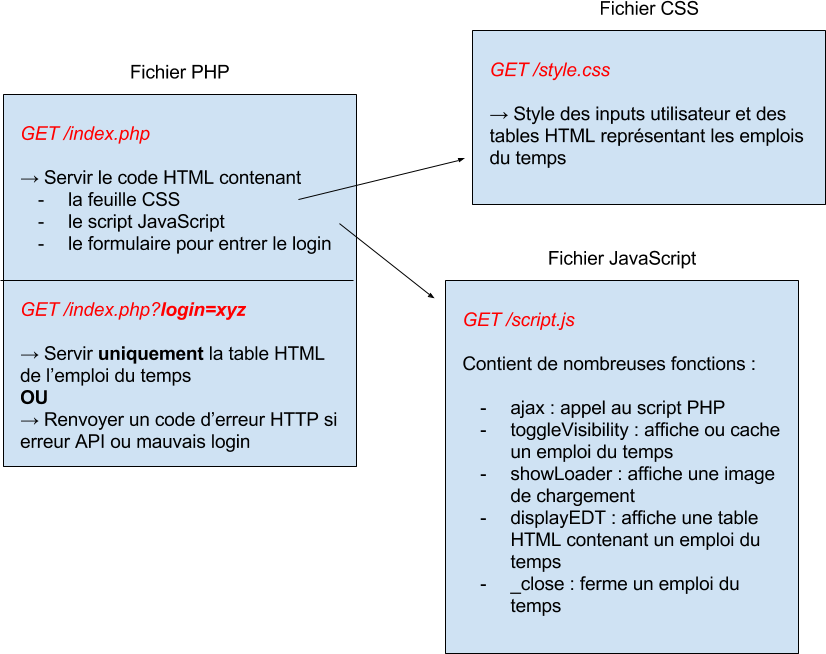 Fichier PHP
GET /index.php
→ Servir le code HTML contenant
- la feuille CSS
- le script JavaScript
- le formulaire pour entrer le login
GET /index.php?login=xyz
→ Servir uniquement la table HTML
de l’emploi du temps
OU
→ Renvoyer un code d’erreur HTTP si
erreur API ou mauvais login
Fichier CSS
GET /style.css
→ Style des inputs utilisateur et des
tables HTML représentant les emplois
du temps
Fichier JavaScript
GET /script.js
Contient de nombreuses fonctions :
- ajax : appel au script PHP
- toggleVisibility : affiche ou cache
un emploi du temps
- showLoader : affiche une image
de chargement
- displayEDT : affiche une table
HTML contenant un emploi du
temps
- _close : ferme un emploi du
temps